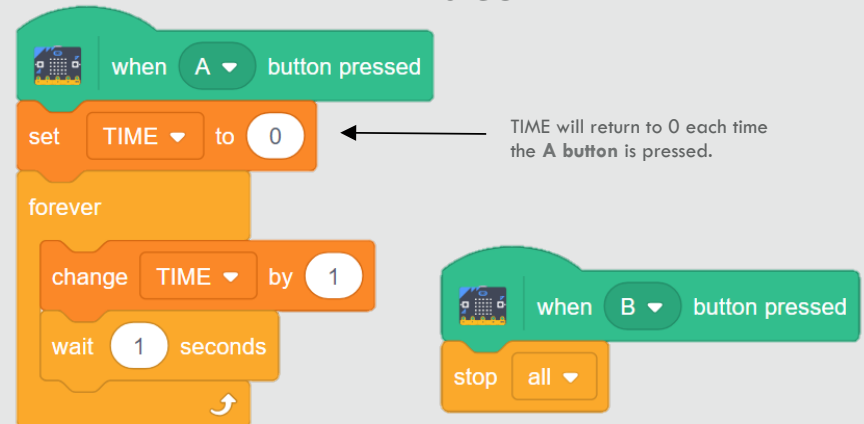 when A button pressed
set TIME to 0
TIME will return to 0 each time
the A button is pressed.
forever
change TIME by 1
wait 1 seconds
when B button pressed
stop all